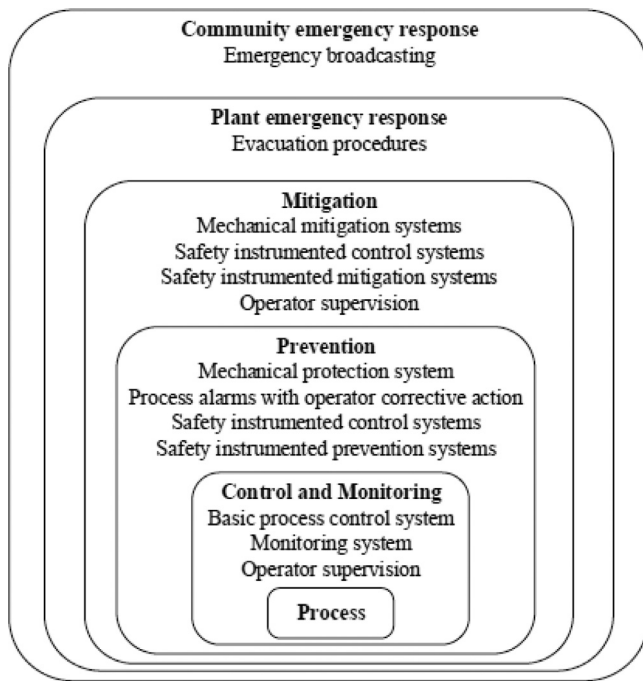 Community emergency response
Emergency broadcasting
Plant emergency response
Evacuation procedures
Mitigation
Mechanical mitigation systems
Safety instrumented control systems
Safety instrumented mitigation systems
Operator supervision
Prevention
Mechanical protection system
Process alarms with operator corrective action
Safety instrumented control systems
Safety instrumented prevention systems
Control and Monitoring
Basic process control system
Monitoring system
Operator supervision
Process